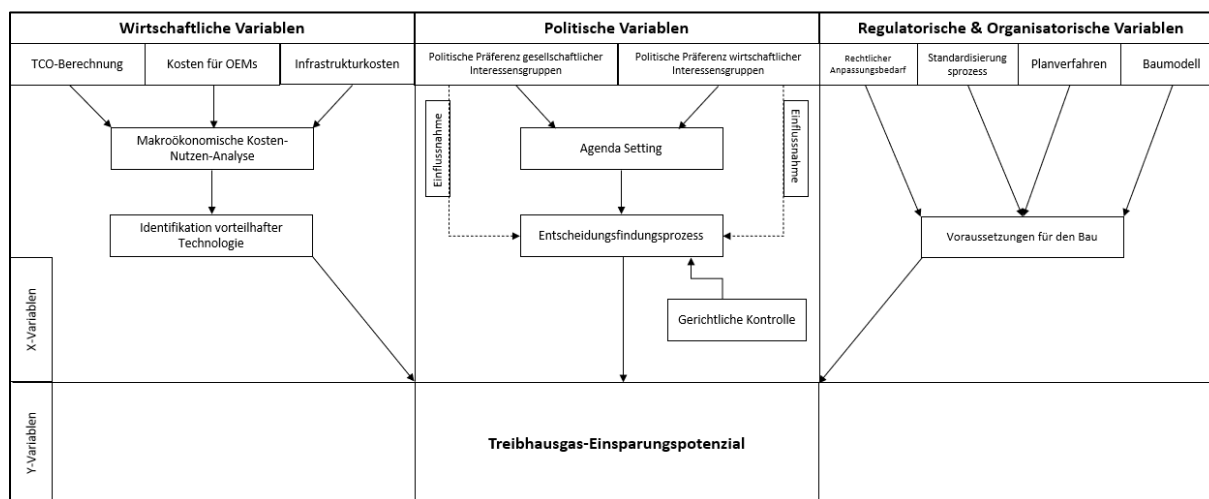 Wirtschaftliche Variablen
Politische Variablen
Regulatorische & Organisatorische Variablen
TCO-Berechnung
Kosten für OEMs
Infrastrukturkosten
Politische Präferenz gesellschaftlicher
Interessensgruppen
Politische Präferenz wirtschaftlicher
Interessensgruppen
Rechtlicher
Anpassungsbedarf
Standardisierung
sprozess
Planverfahren
Baumodell
Makroökonomische Kosten-
Nutzen-Analyse
Einflussnahme
Agenda Setting
Einflussnahme
Identifikation vorteilhafter
Technologie
Entscheidungsfindungsprozess
Voraussetzungen für den Bau
X-Variablen
Gerichtliche Kontrolle
Y-Variablen
Treibhausgas-Einsparungspotenzial